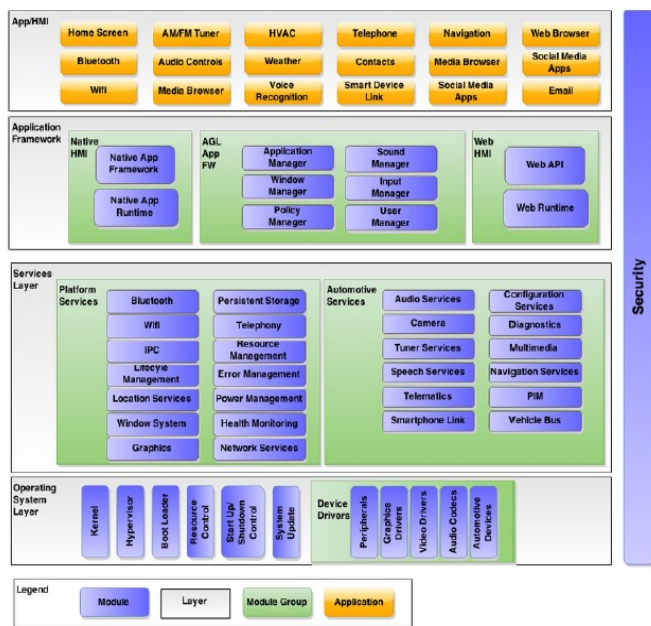 App/HMI
Home Screen
AM/FM Tuner
HVAC
Telephone
Navigation
Web Browser
Bluetooth
Audio Controls
Weather
Contacts
Media Browser
Social Media
Apps
Wifi
Media Browser
Voice
Recognition
Smart Device
Link
Social Media
Apps
Email
Application
Framework
Native
HMI
Native App
Framework
Native App
Runtime
AGL
App
FW
Application
Manager
Sound
Manager
Window
Manager
Input
Manager
Policy
Manager
User
Manager
Web
HMI
Web API
Web Runtime
Services
Layer
Platform
Services
Bluetooth
Persistent Storage
Wifi
Telephony
IPC
Resource
Management
Lifecyle
Management
Error Management
Location Services
Power Management
Window System
Health Monitoring
Graphics
Network Services
Automotive
Services
Audio Services
Configuration
Services
Camera
Diagnostics
Tuner Services
Multimedia
Speech Services
Navigation Services
Telematics
PIM
Smartphone Link
Vehicle Bus
Operating
System
Layer
Kernel
Hypervisor
Boot Loader
Resource
Control
Start Up/
Shutdown
Control
System
Update
Device
Drivers
Peripherals
Graphics
Drivers
Video Drivers
Audio Codecs
Automotive
Devices
Security
Legend
Module
Layer
Module Group
Application